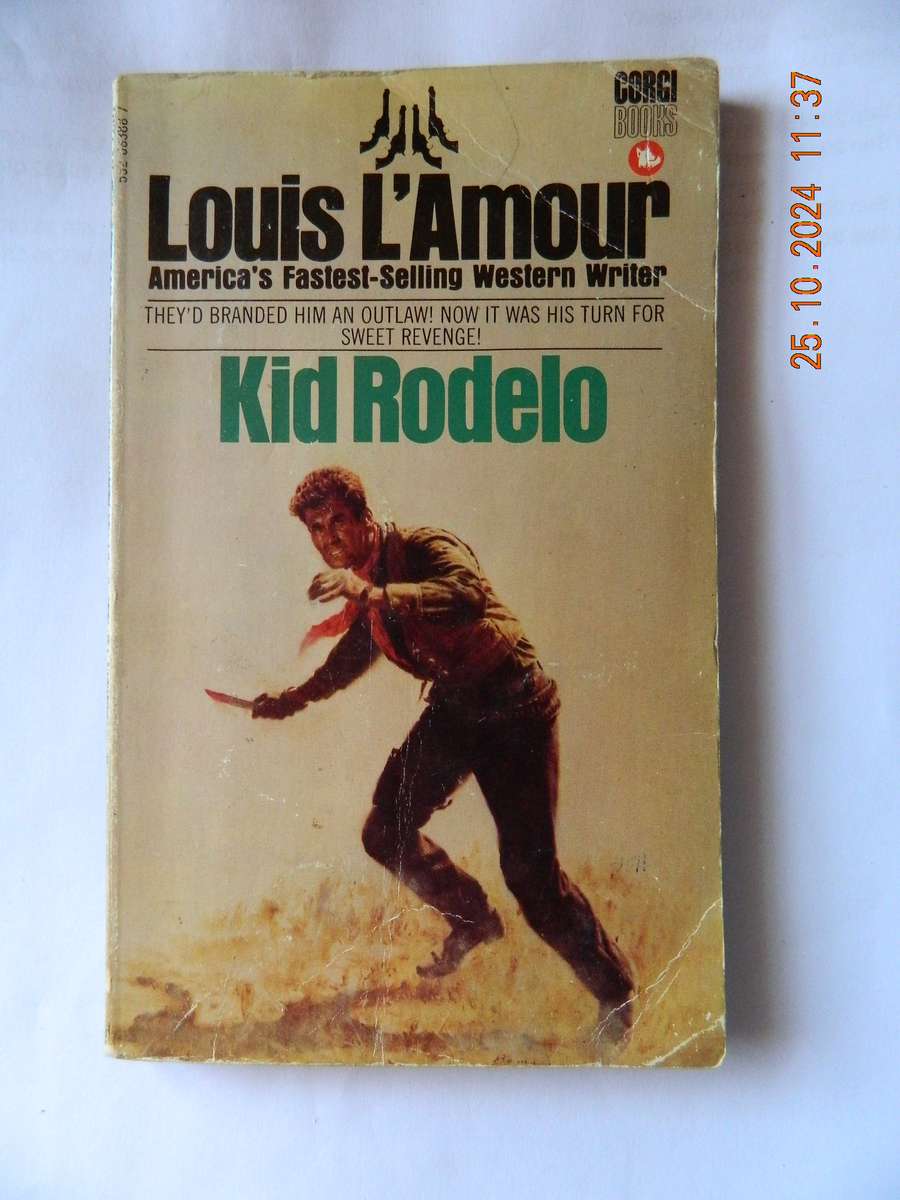 CORGI
BOOKS
Louis L'Amour
America's Fastest-Selling Western Writer
THEY'D BRANDED HIM AN OUTLAW! NOW IT WAS HIS TURN FOR
SWEET REVENGE!
Kid Rodelo
25.10.2024 11:37